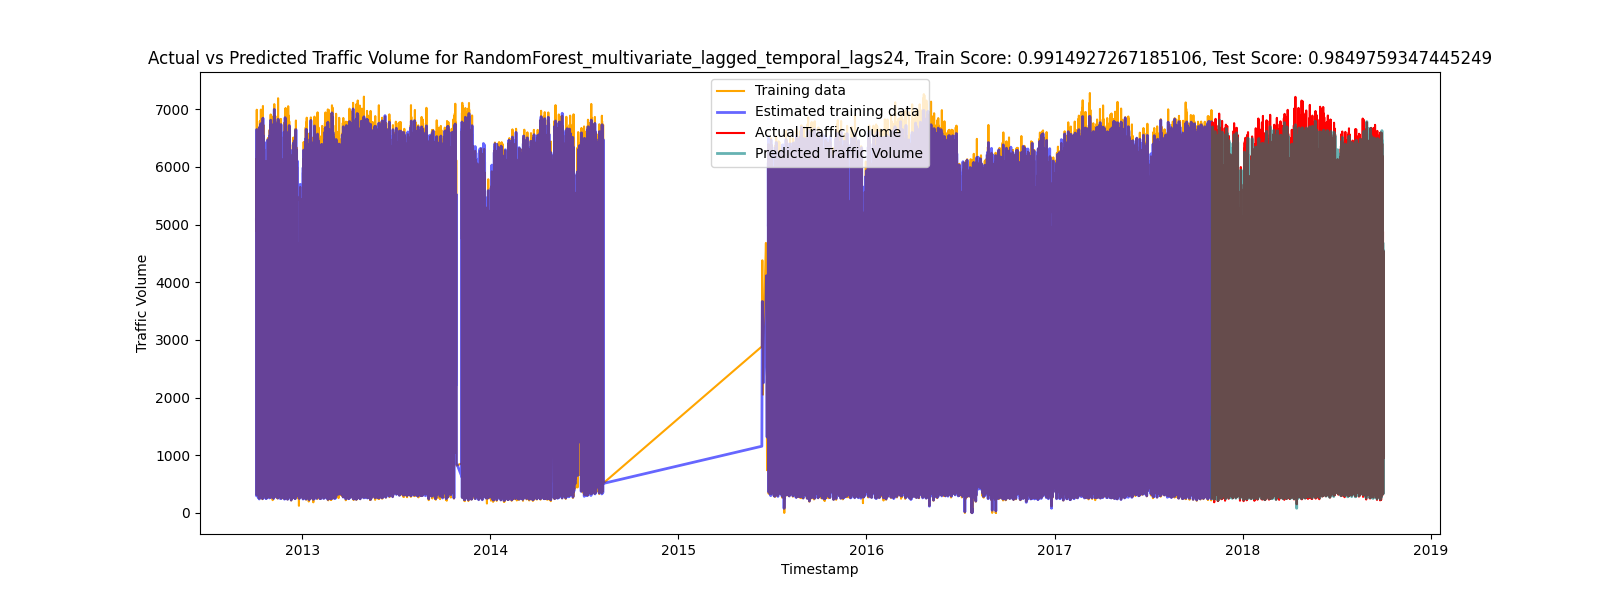 Actual vs Predicted Traffic Volume for RandomForest_multivariate_lagged_temporal_lags24, Train Score: 0.9914927267185106, Test Score: 0.9849759347445249
Training data
Estimated training data
Actual Traffic Volume
Predicted Traffic Volume
Traffic Volume
7000
6000
5000
4000
3000
2000
1000
0
2013
2014
2015
2016
2017
2018
2019
Timestamp